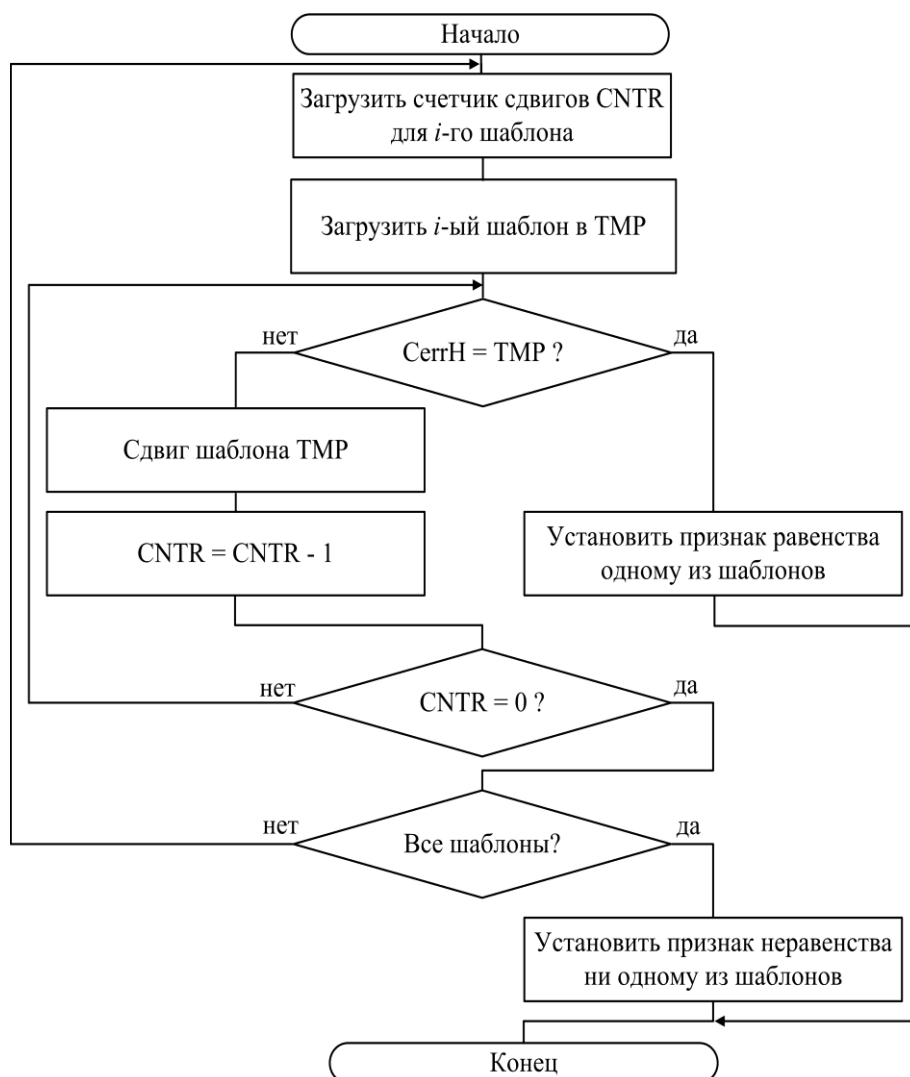 Начало
Загрузить счетчик сдвигов CNTR
для i-го шаблона
Загрузить i-ый шаблон в TMP
нет
CerrH = TMP ?
да
Сдвиг шаблона TMP
CNTR = CNTR - 1
Установить признак равенства
одному из шаблонов
нет
CNTR = 0 ?
да
нет
Все шаблоны?
да
Установить признак неравенства
ни одному из шаблонов
Конец